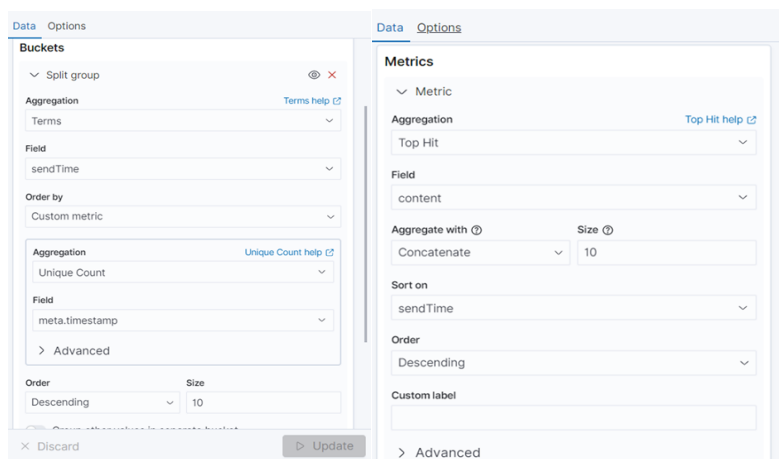 Data Options
Buckets
Split group
Aggregation Terms help
Terms
Field
sendTime
Order by
Custom metric
Aggregation Unique Count help
Unique Count
Field
meta.timestamp
Advanced
Order Size
Descending 10
Discard Update
Data Options
Metrics
Metric
Aggregation Top Hit help
Top Hit
Field
content
Aggregate with Size
Concatenate 10
Sort on
sendTime
Order
Descending
Custom label
Advanced